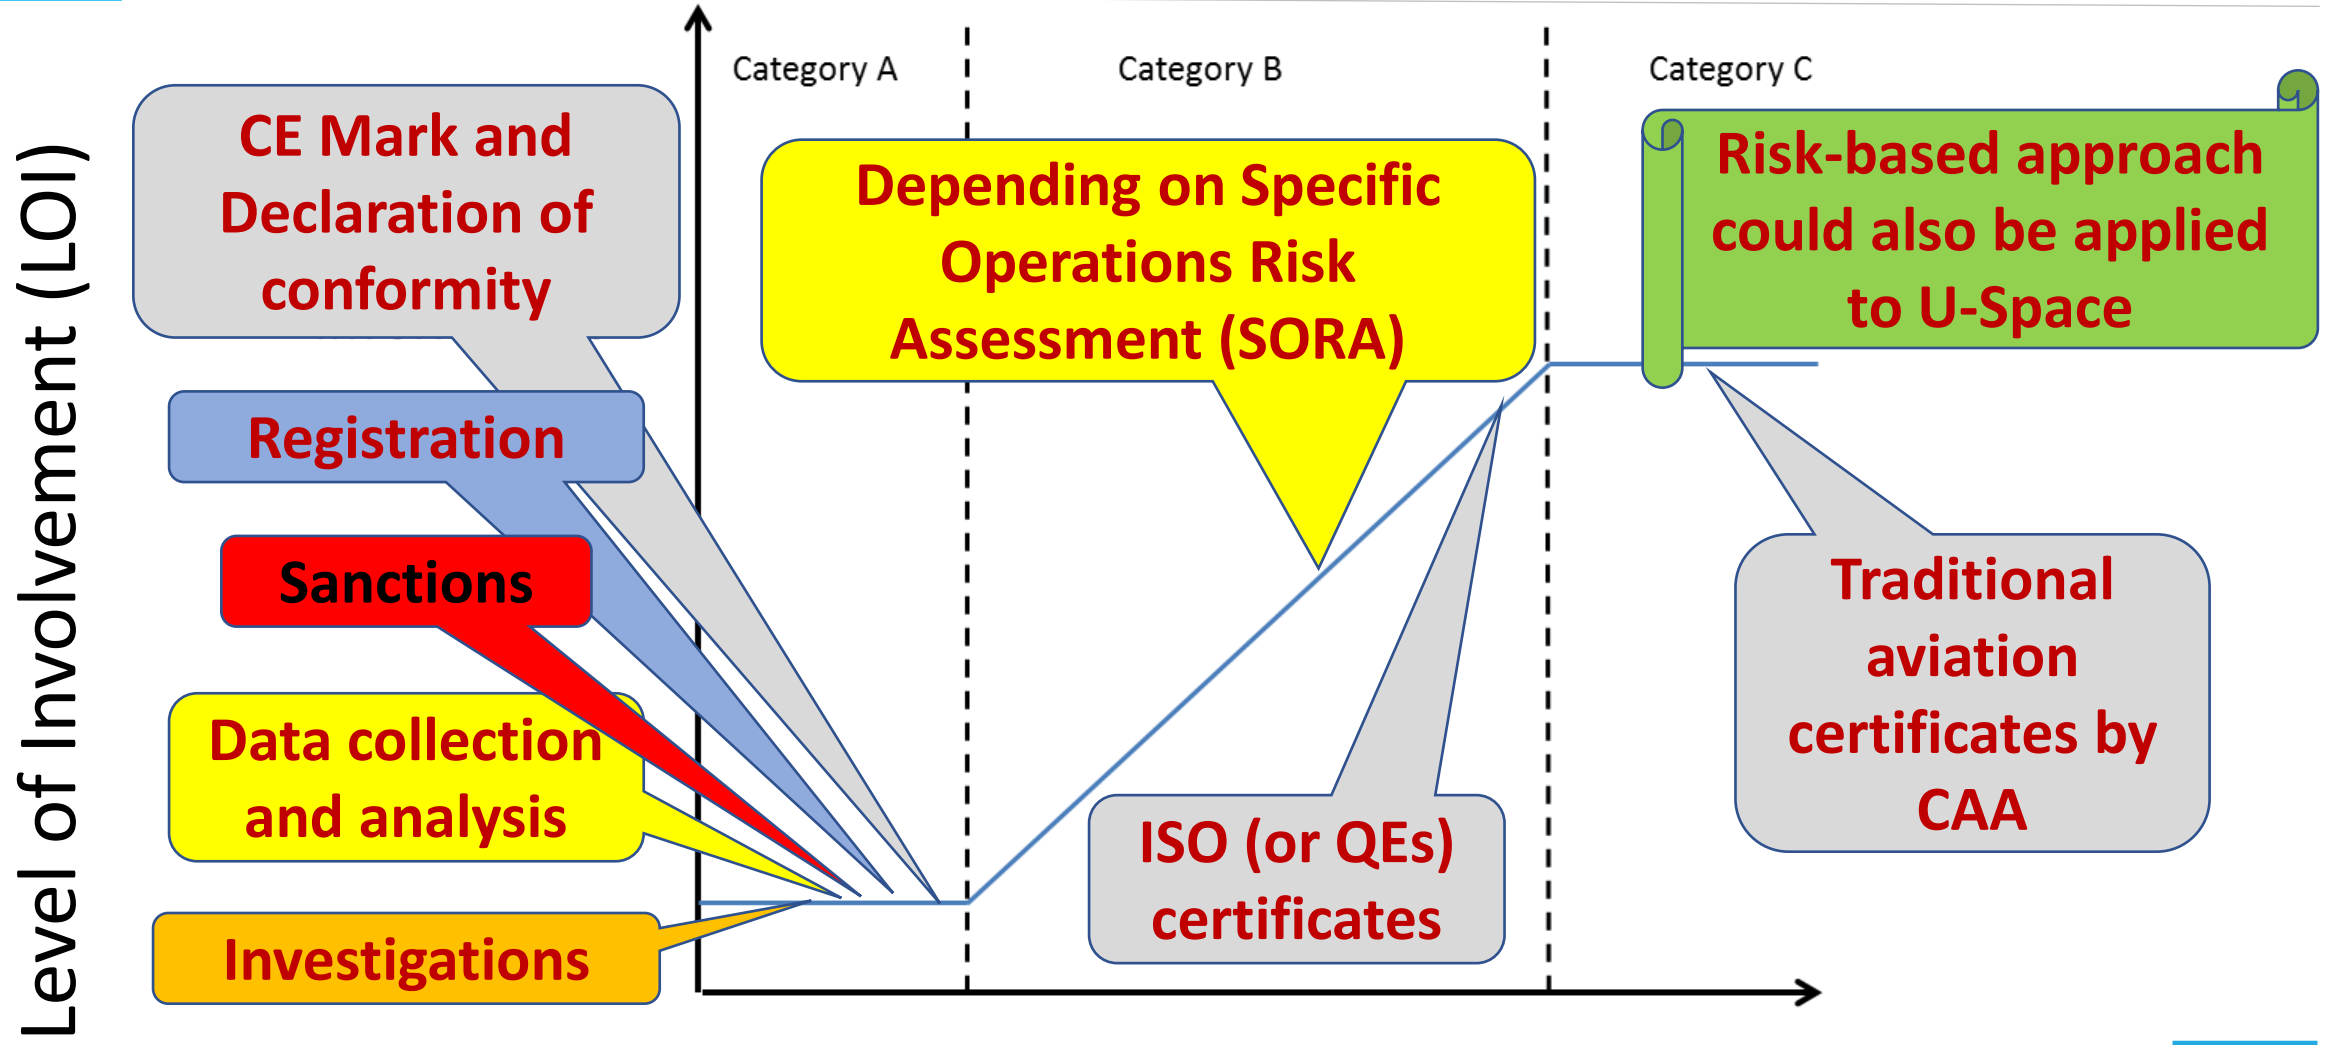 Level of Involvement (LOI)
Category A
Category B
Category C
CE Mark and
Declaration of
conformity
Registration
Sanctions
Data collection
and analysis
Investigations
Depending on Specific
Operations Risk
Assessment (SORA)
ISO (or QEs)
certificates
Risk-based approach
could also be applied
to U-Space
Traditional
aviation
certificates by
CAA